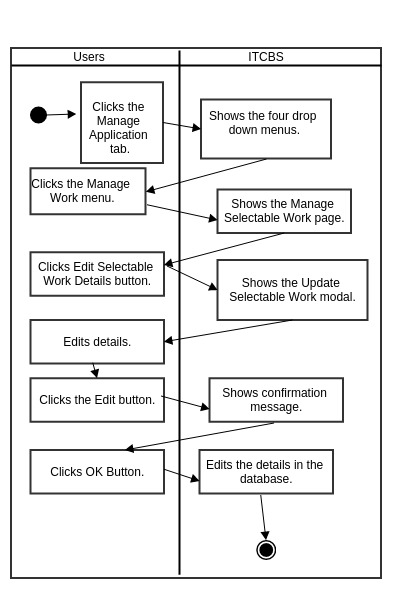 Users
ITCBS
Clicks the
Manage
Application
tab.
Shows the four drop
down menus.
Clicks the Manage
Work menu.
Shows the Manage
Selectable Work page.
Clicks Edit Selectable
Work Details button.
Shows the Update
Selectable Work modal.
Edits details.
Clicks the Edit button.
Shows confirmation
message.
Clicks OK Button.
Edits the details in the
database.